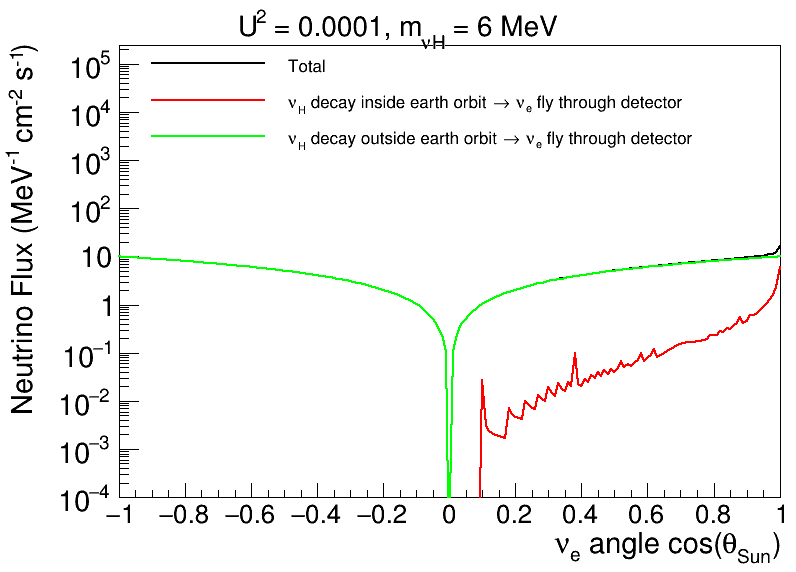 U² = 0.0001, m_νH = 6 MeV
Total
ν_H decay inside earth orbit → ν_e fly through detector
ν_H decay outside earth orbit → ν_e fly through detector
Neutrino Flux (MeV⁻¹ cm⁻² s⁻¹)
10⁵
10⁴
10³
10²
10
1
10⁻¹
10⁻²
10⁻³
10⁻⁴
−1 −0.8 −0.6 −0.4 −0.2 0 0.2 0.4 0.6 0.8 1
ν_e angle cos(θ_Sun)